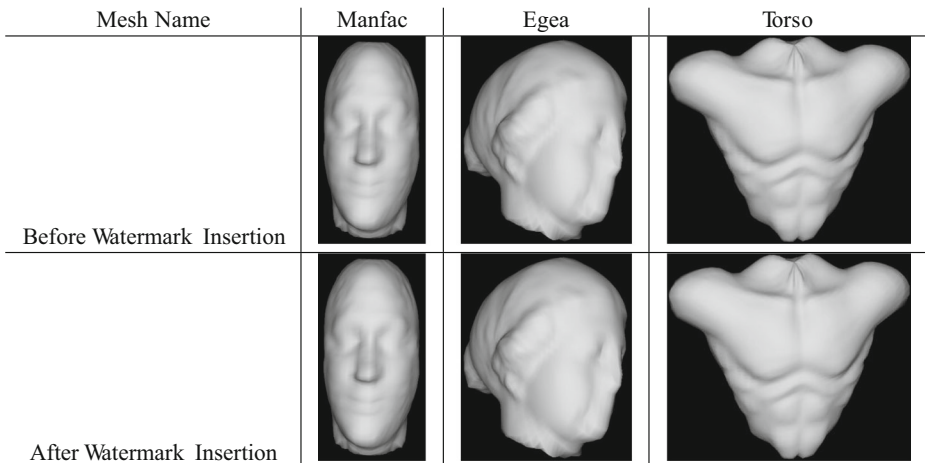 Mesh Name Manfac Egea Torso
Before Watermark Insertion
After Watermark Insertion